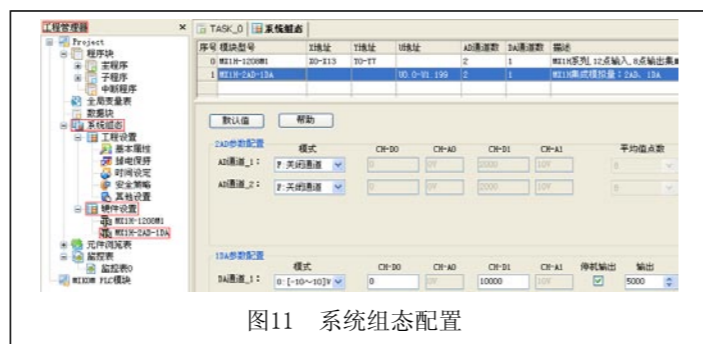 工程管理器 ×
Project
程序块
主程序
子程序
中断程序
全局变量表
数据块
系统组态
工程设置
基本属性
掉电保持
时间设定
安全策略
其他设置
硬件设置
MX1H-1208M1
MX1H-2AD-1DA
元件浏览表
监控表
监控表0
TASK_0 系统组态
序号 模块型号 X地址 Y地址 V地址 AD通道数 DA通道数 描述
0 MX1H-1208M1 X0-X13 Y0-Y7 2 1 MX1H系列,12点输入,8点输出集
1 MX1H-2AD-1DA V0.0-V1.199 2 1 MX1H集成模拟量:2AD、1DA
默认值 帮助
2AD参数配置
模式 CH-D0 CH-A0 CH-D1 CH-A1 平均值点数
AD通道_1: F:关闭通道 0 0V 2000 10V 8
AD通道_2: F:关闭通道 0 0V 2000 10V 8
1DA参数配置
模式 CH-D0 CH-A0 CH-D1 CH-A1 停耗输出 输出
DA通道_1: 0:[-10~10]V 0 0V 10000 10V 5000
图11 系统组态配置